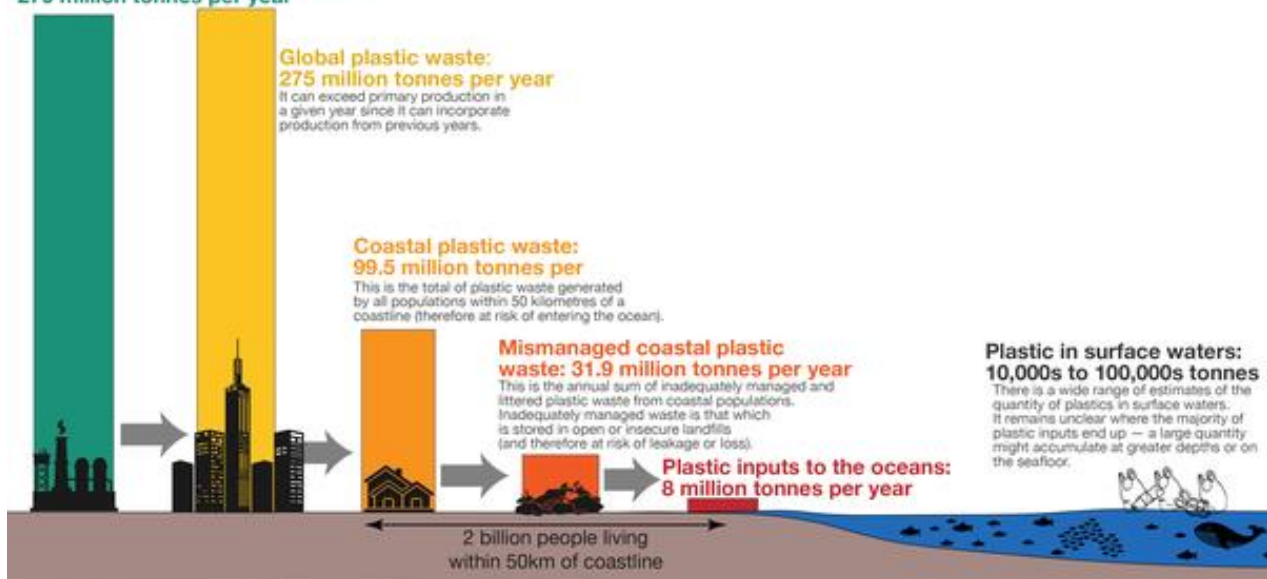 million tonnes per year
Global plastic waste:
275 million tonnes per year
It can exceed primary production in
a given year since it can incorporate
production from previous years.
Coastal plastic waste:
99.5 million tonnes per
This is the total of plastic waste generated
by all populations within 50 kilometres of a
coastline (therefore at risk of entering the ocean).
Mismanaged coastal plastic
waste: 31.9 million tonnes per year
This is the annual sum of inadequately managed and
littered plastic waste from coastal populations.
Inadequately managed waste is that which
is stored in open or insecure landfills
(and therefore at risk of leakage or loss).
Plastic inputs to the oceans:
8 million tonnes per year
Plastic in surface waters:
10,000s to 100,000s tonnes
There is a wide range of estimates of the
quantity of plastics in surface waters.
It remains unclear where the majority of
plastic inputs end up — a large quantity
might accumulate at greater depths or on
the seafloor.
2 billion people living
within 50km of coastline